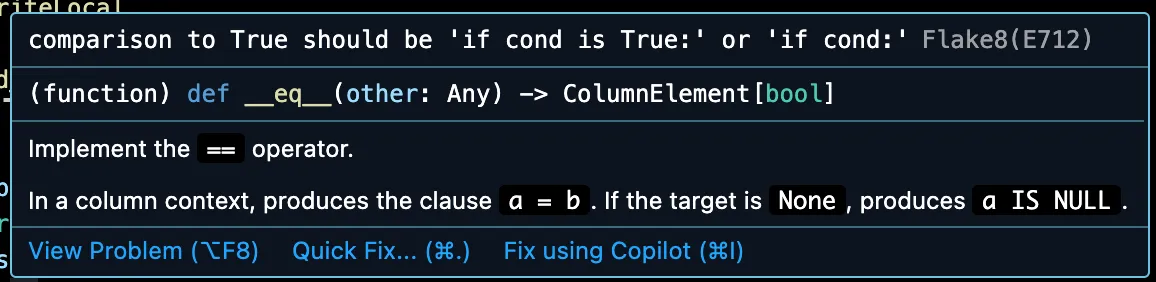 riteLocal
comparison to True should be 'if cond is True:' or 'if cond:' Flake8(E712)
(function) def __eq__(other: Any) -> ColumnElement[bool]
Implement the == operator.
In a column context, produces the clause a = b. If the target is None, produces a IS NULL.
View Problem (⌥F8) Quick Fix... (⌘.) Fix using Copilot (⌘I)